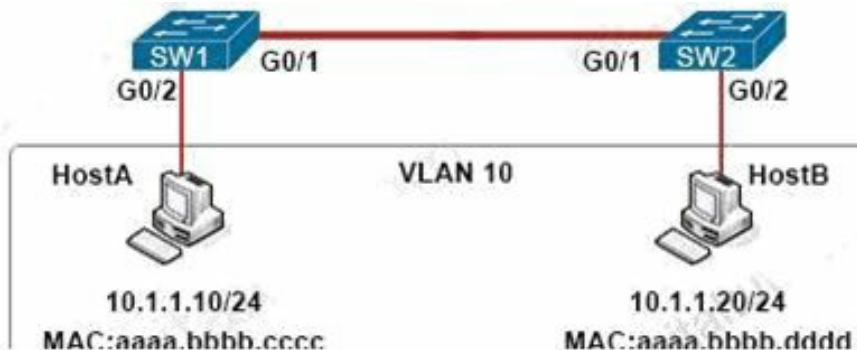 SW1
G0/1
G0/1
SW2
G0/2
G0/2
HostA
VLAN 10
HostB
10.1.1.10/24
10.1.1.20/24
MAC:aaaa.bbbb.cccc
MAC:aaaa.bbbb.dddd